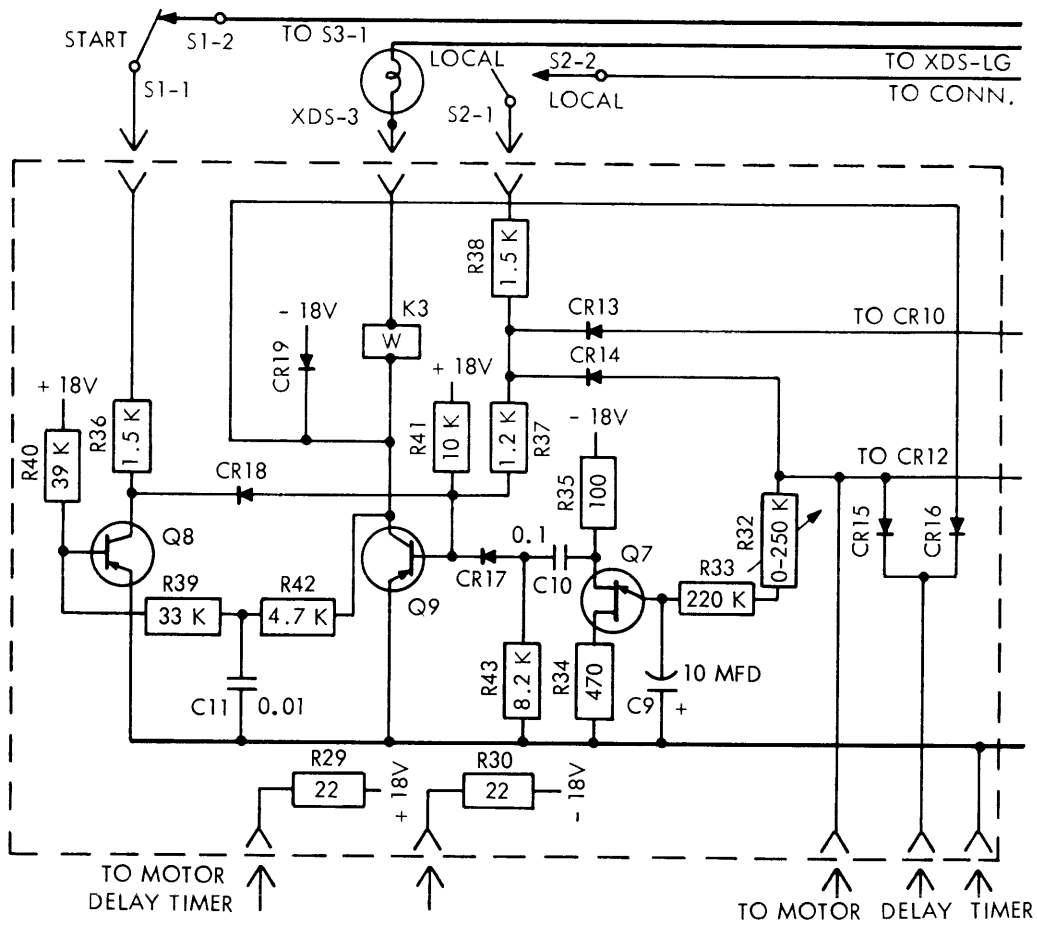 START
S1-2
TO S3-1
S1-1
XDS-3
LOCAL
S2-1
S2-2
LOCAL
TO XDS-LG
TO CONN.
R38
1.5 K
- 18V
K3
W
CR13
TO CR10
CR14
CR19
+ 18V
+ 18V
R40
39 K
R36
1.5 K
R41
10 K
1.2 K
R37
- 18V
R35
100
TO CR12
CR18
R32
0-250 K
CR15
CR16
Q8
Q9
CR17
0.1
C10
Q7
R33
220 K
R39
33 K
R42
4.7 K
R43
8.2 K
R34
470
10 MFD
C9
+
C11
0.01
R29
22
+ 18V
R30
22
- 18V
TO MOTOR
DELAY TIMER
TO MOTOR DELAY TIMER